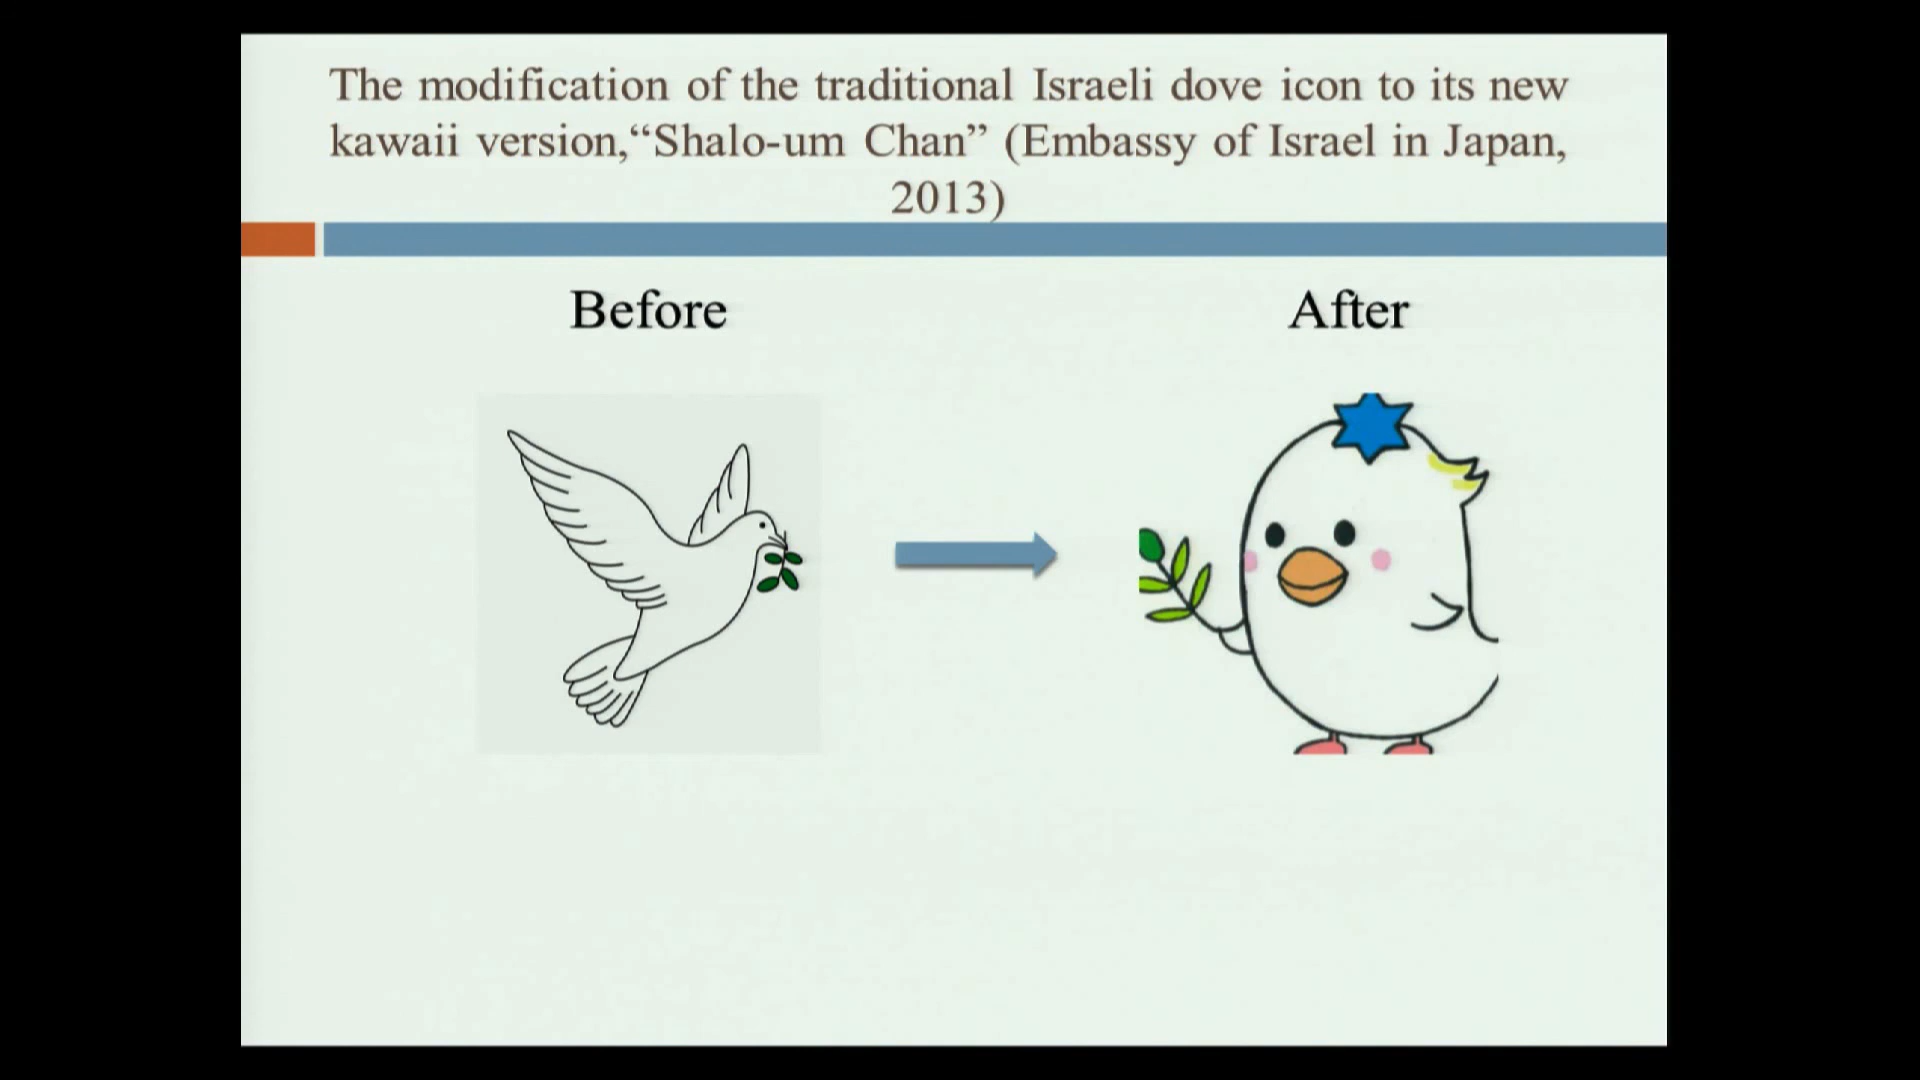 The modification of the traditional Israeli dove icon to its new
kawaii version,“Shalo-um Chan” (Embassy of Israel in Japan,
2013)
Before
After